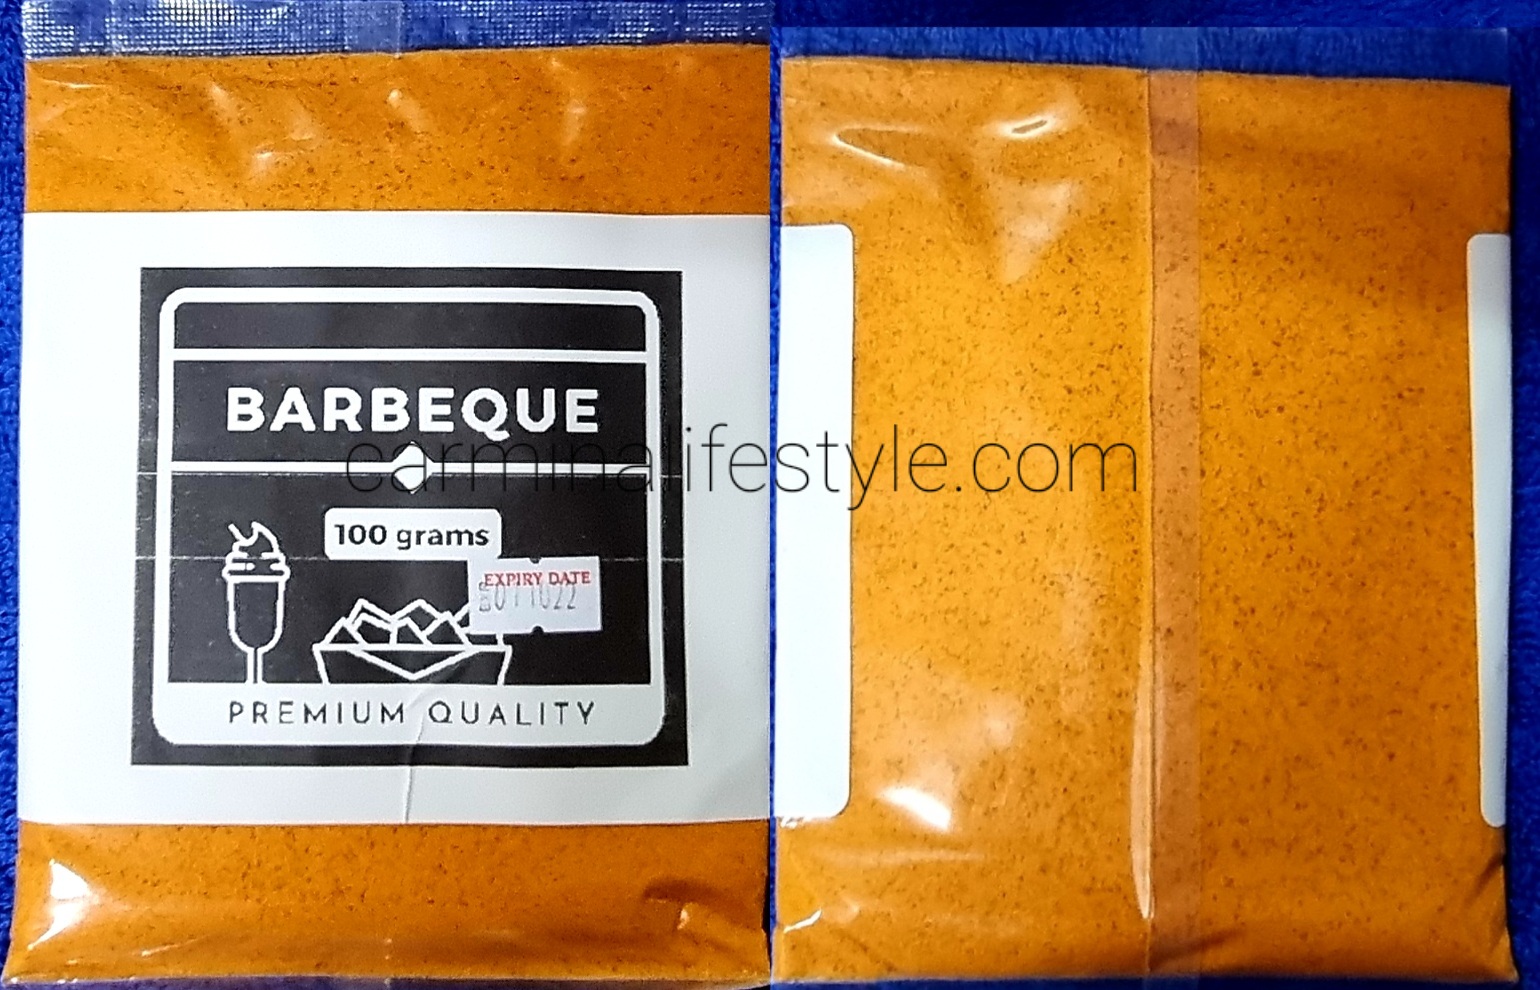 BARBEQUE
carminalifestyle.com
100 grams
EXPIRY DATE
PREMIUM QUALITY